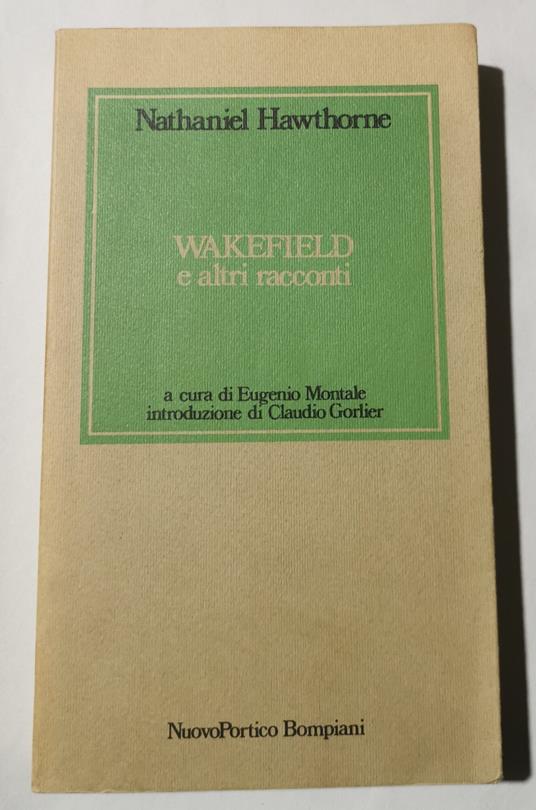 Nathaniel Hawthorne
WAKEFIELD
e altri racconti
a cura di Eugenio Montale
introduzione di Claudio Gorlier
NuovoPortico Bompiani